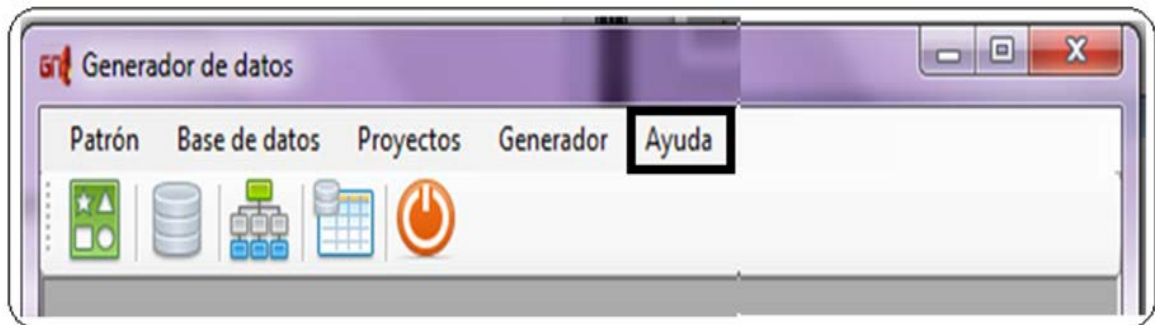 Generador de datos
Patrón Base de datos Proyectos Generador Ayuda